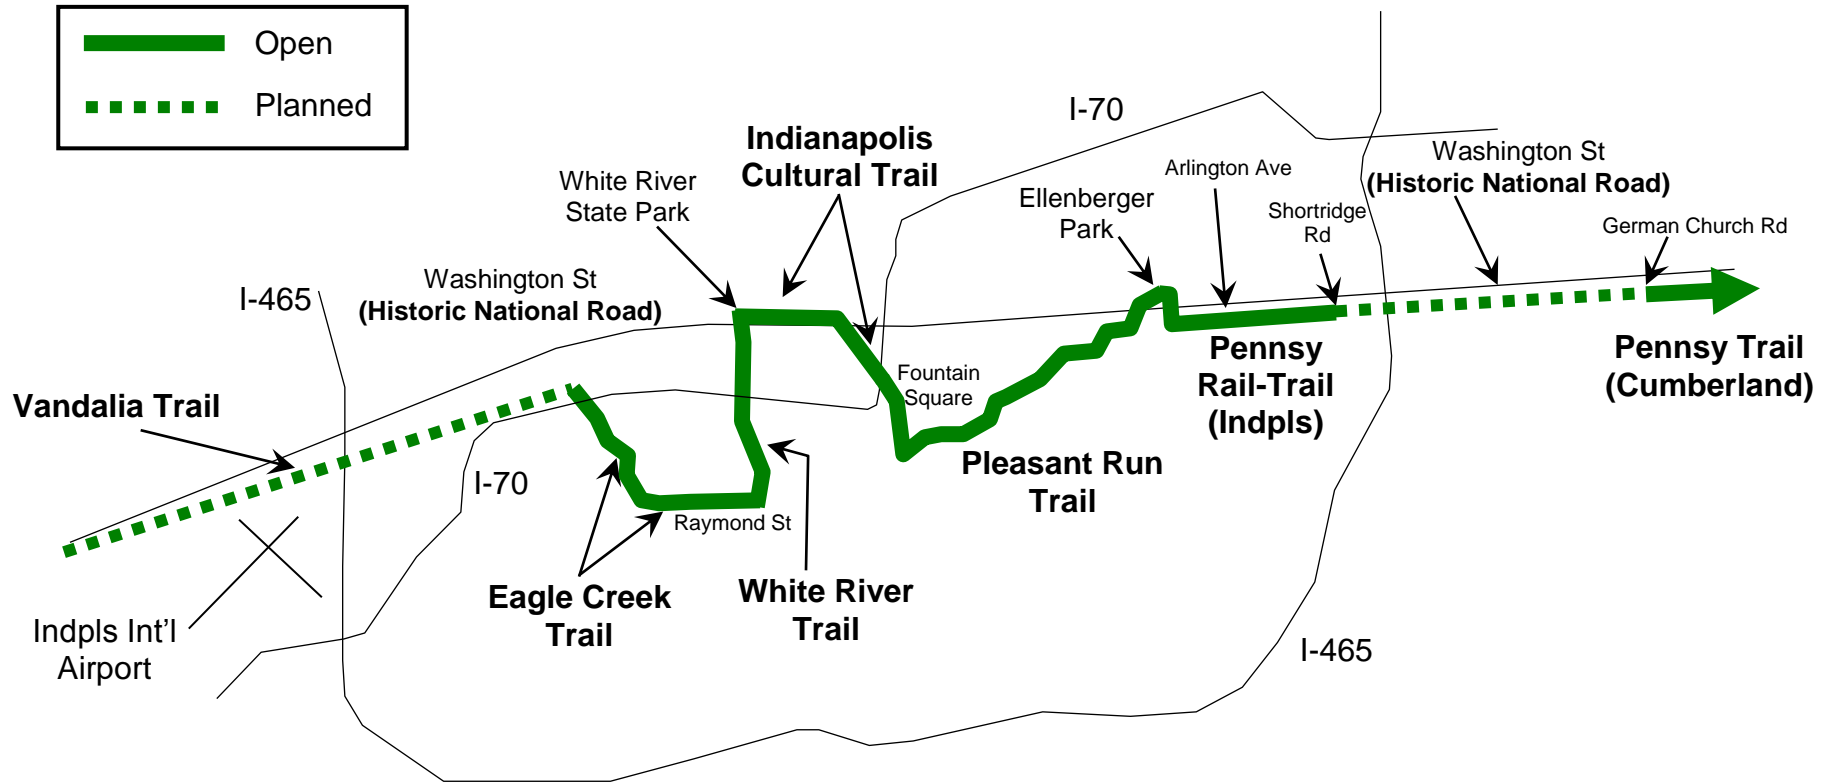 Open
Planned
I-70
Indianapolis
Cultural Trail
Washington St
(Historic National Road)
Arlington Ave
White River
State Park
Ellenberger
Park
Shortridge
Rd
German Church Rd
Washington St
(Historic National Road)
I-465
Pennsy
Rail-Trail
(Indpls)
Pennsy Trail
(Cumberland)
Fountain
Square
Vandalia Trail
Pleasant Run
Trail
I-70
Raymond St
Eagle Creek
Trail
White River
Trail
Indpls Int’l
Airport
I-465